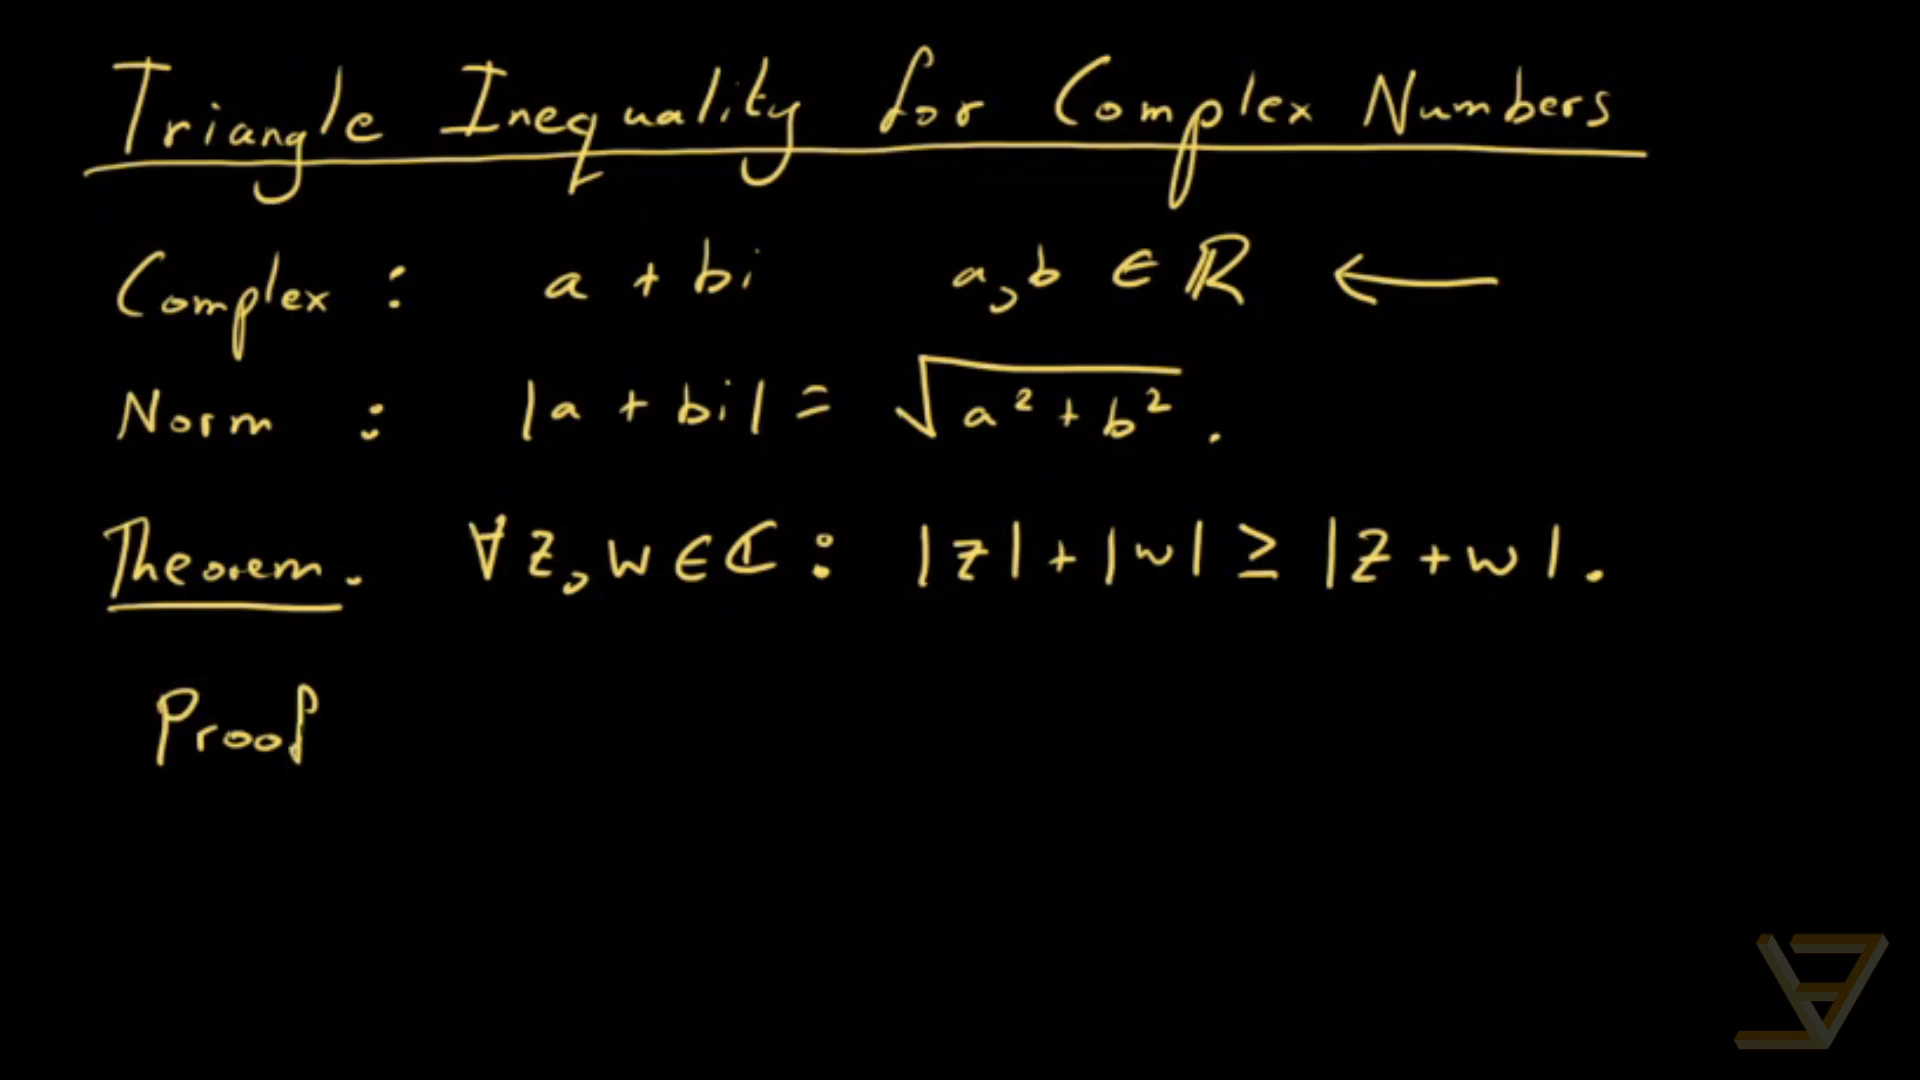 Triangle Inequality for Complex Numbers
Complex : a + bi a, b ∈ ℝ ←
Norm : |a + bi| = √(a² + b²) .
Theorem. ∀ z, w ∈ ℂ : |z| + |w| ≥ |z + w| .
Proof